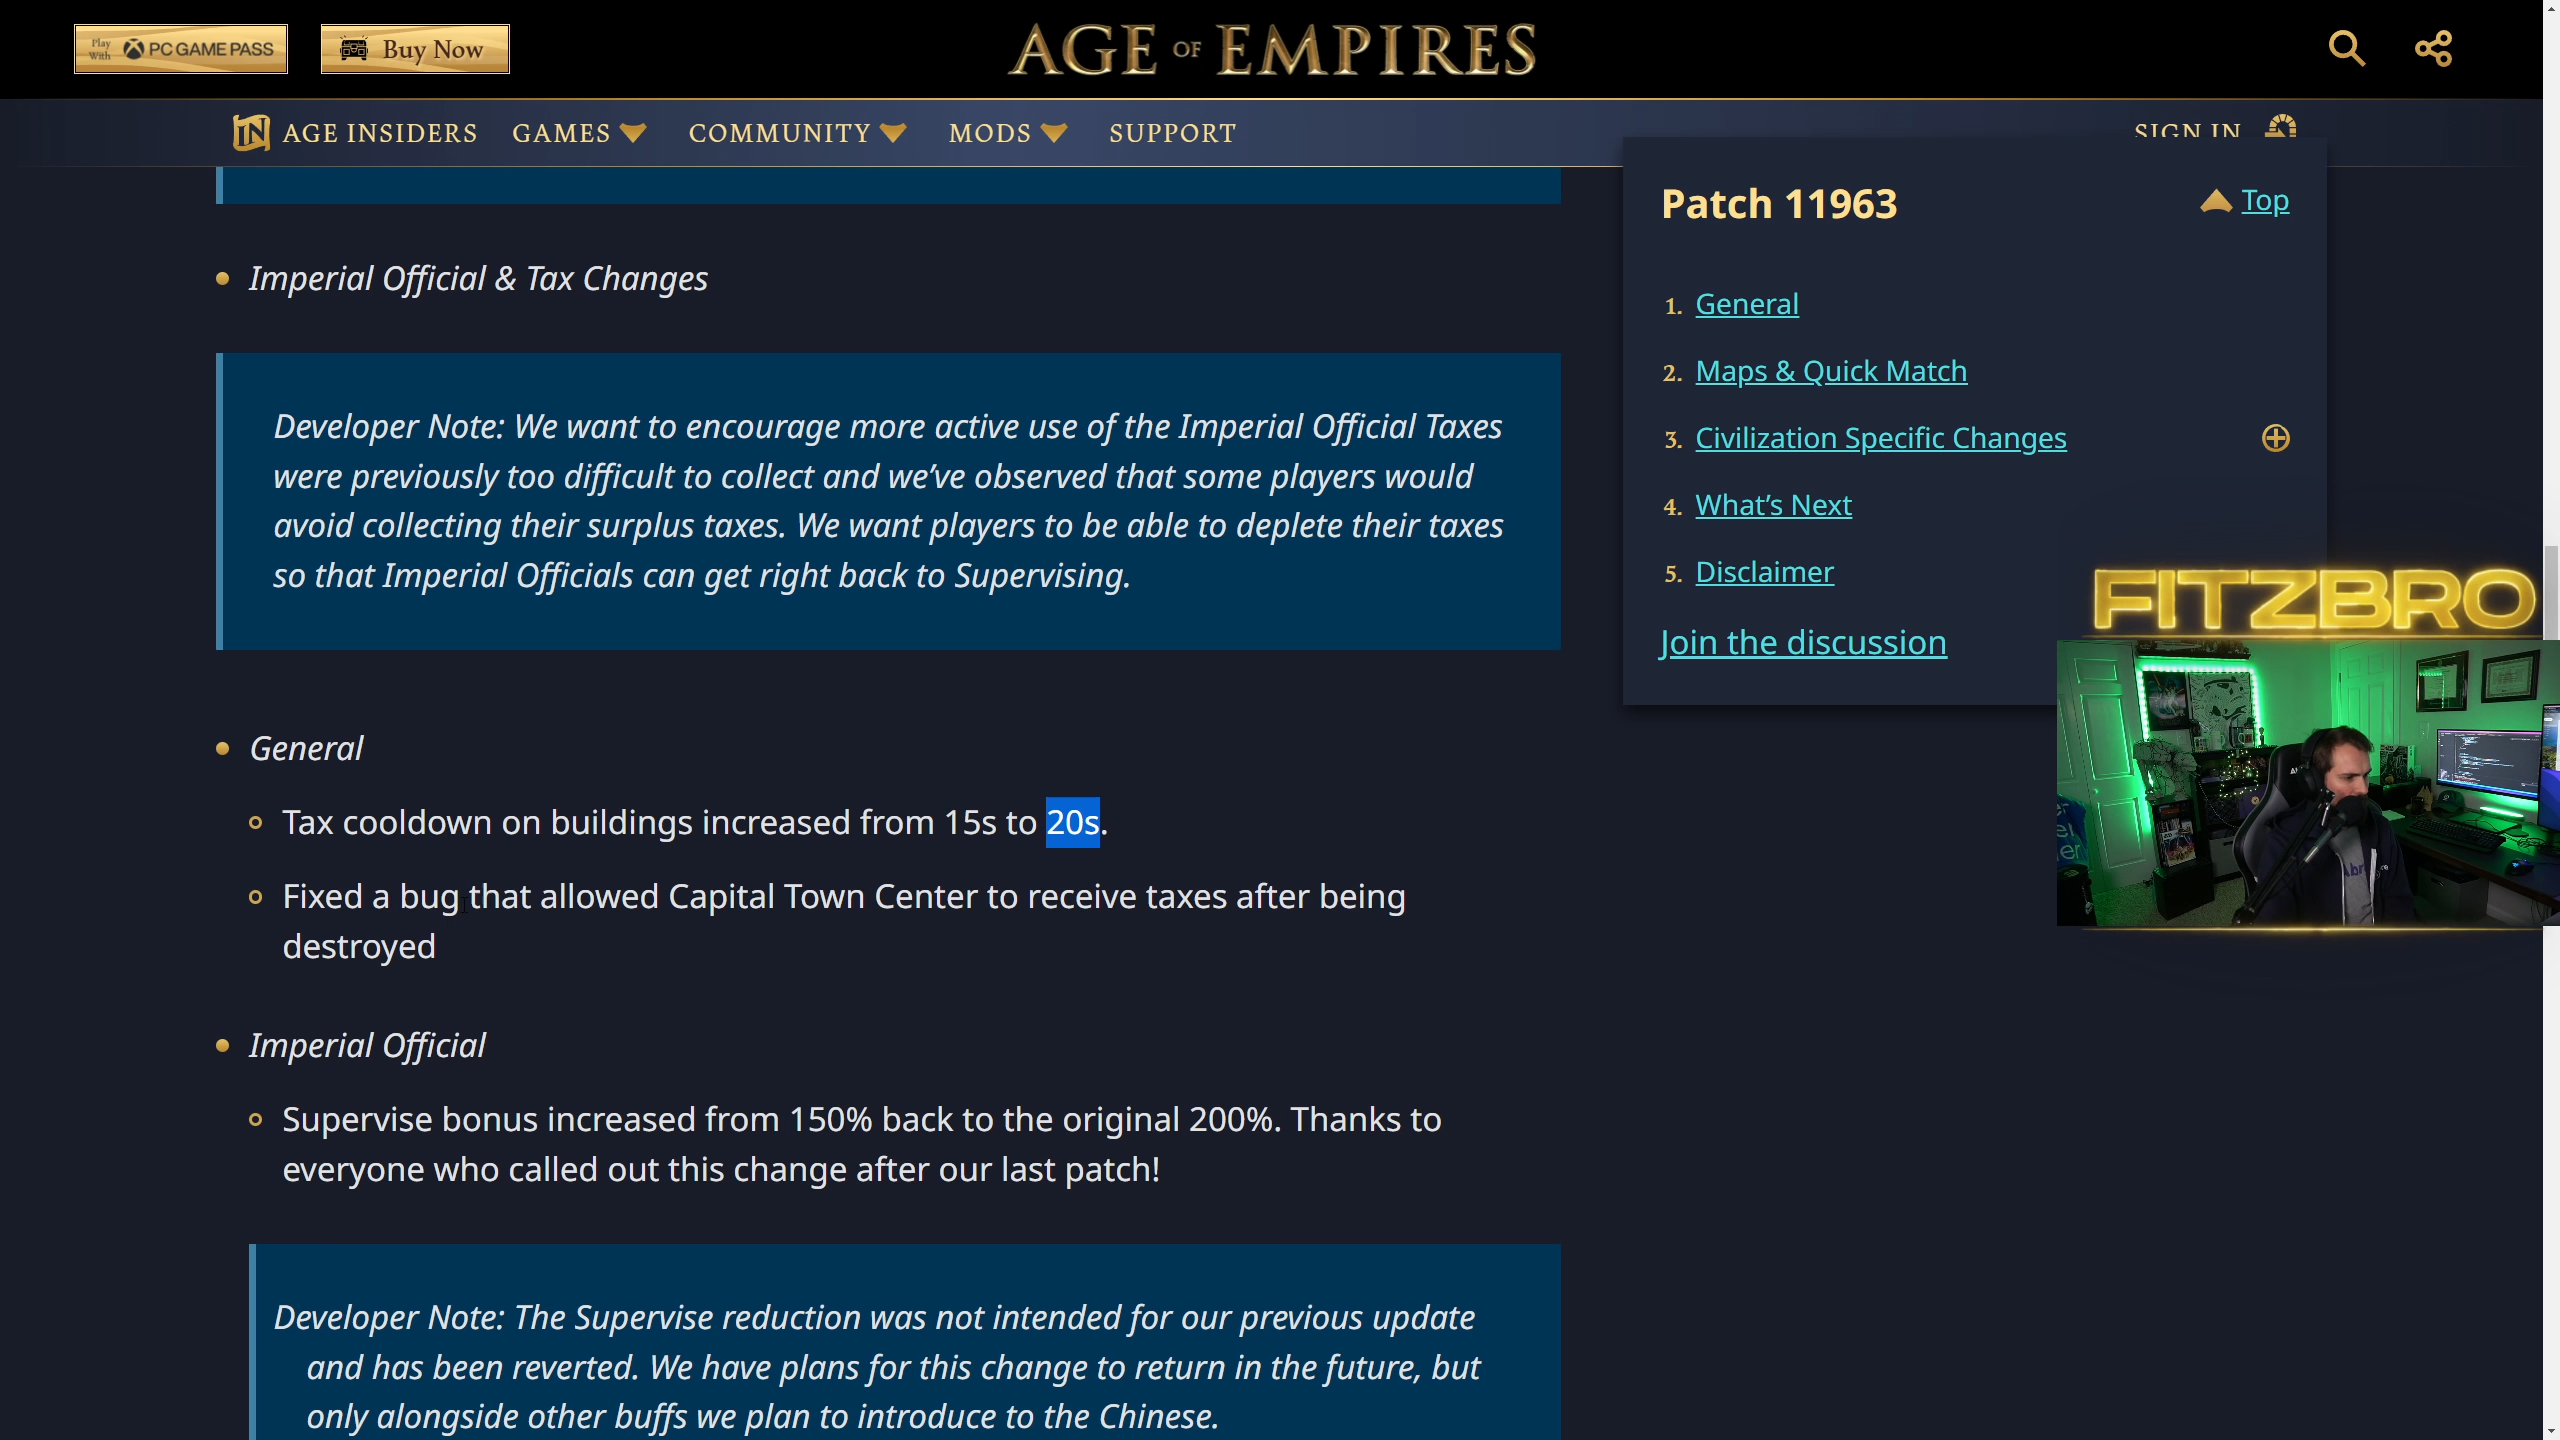 Play With PC GAME PASS
Buy Now
AGE OF EMPIRES
IN AGE INSIDERS
GAMES
COMMUNITY
MODS
SUPPORT
SIGN IN
Imperial Official & Tax Changes
Developer Note: We want to encourage more active use of the Imperial Official Taxes
were previously too difficult to collect and we’ve observed that some players would
avoid collecting their surplus taxes. We want players to be able to deplete their taxes
so that Imperial Officials can get right back to Supervising.
General
Tax cooldown on buildings increased from 15s to 20s.
Fixed a bug that allowed Capital Town Center to receive taxes after being
destroyed
Imperial Official
Supervise bonus increased from 150% back to the original 200%. Thanks to
everyone who called out this change after our last patch!
Developer Note: The Supervise reduction was not intended for our previous update
and has been reverted. We have plans for this change to return in the future, but
only alongside other buffs we plan to introduce to the Chinese.
Patch 11963
Top
1. General
2. Maps & Quick Match
3. Civilization Specific Changes
4. What’s Next
5. Disclaimer
Join the discussion
FITZBRO